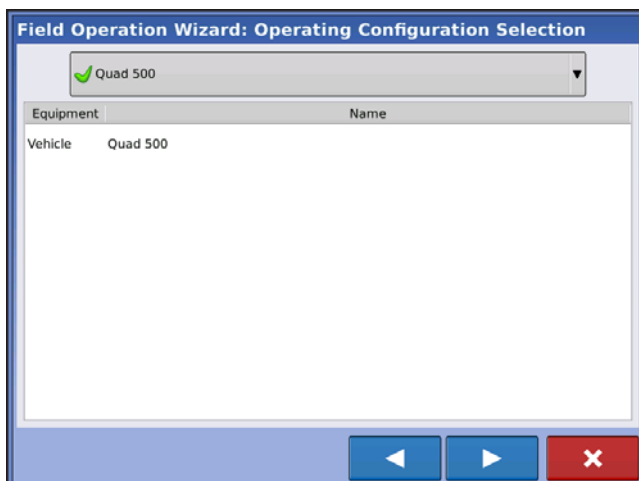 Field Operation Wizard: Operating Configuration Selection
Quad 500
Equipment Name
Vehicle Quad 500